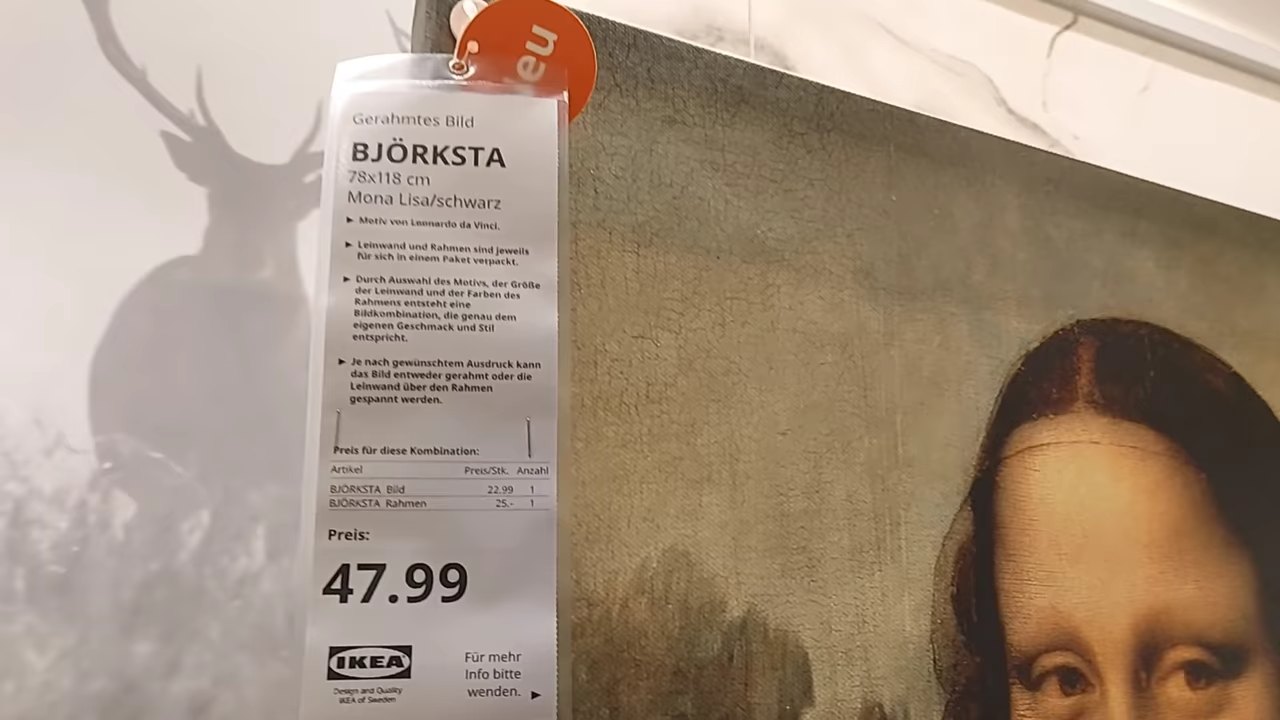 Neu
Gerahmtes Bild
BJÖRKSTA
78x118 cm
Mona Lisa/schwarz
► Motiv von Leonardo da Vinci.
► Leinwand und Rahmen sind jeweils
für sich in einem Paket verpackt.
► Durch Auswahl des Motivs, der Größe
der Leinwand und der Farben des
Rahmens entsteht eine
Bildkombination, die genau dem
eigenen Geschmack und Stil
entspricht.
► Je nach gewünschtem Ausdruck kann
das Bild entweder gerahmt oder die
Leinwand über den Rahmen
gespannt werden.
Preis für diese Kombination:
Artikel Preis/Stk. Anzahl
BJÖRKSTA Bild 22.99 1
BJÖRKSTA Rahmen 25.- 1
Preis:
47.99
IKEA
Design and Quality
IKEA of Sweden
Für mehr
Info bitte
wenden. ►